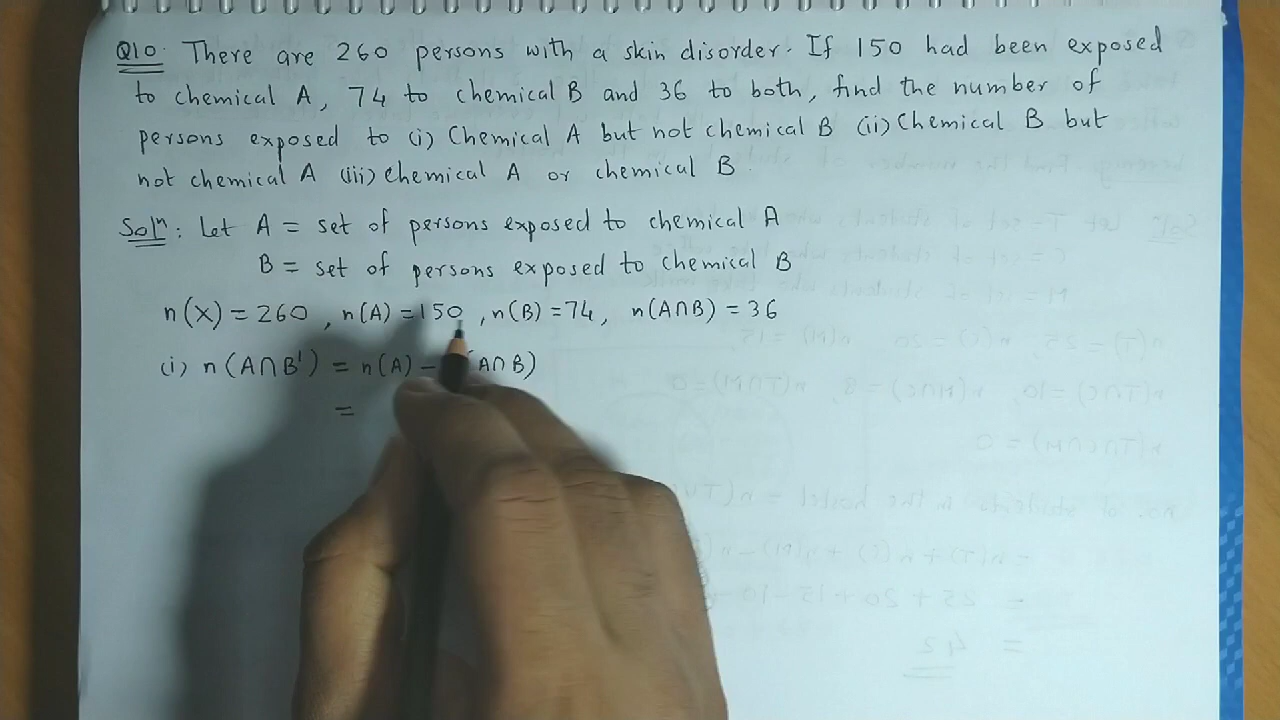 Q10. There are 260 persons with a skin disorder. If 150 had been exposed
to chemical A, 74 to chemical B and 36 to both, find the number of
persons exposed to (i) Chemical A but not chemical B (ii) Chemical B but
not chemical A (iii) Chemical A or chemical B
Solⁿ: Let A = set of persons exposed to chemical A
B = set of persons exposed to chemical B
n(X) = 260, n(A) = 150, n(B) = 74, n(A∩B) = 36
(i) n(A∩B') = n(A) - (A∩B)
=